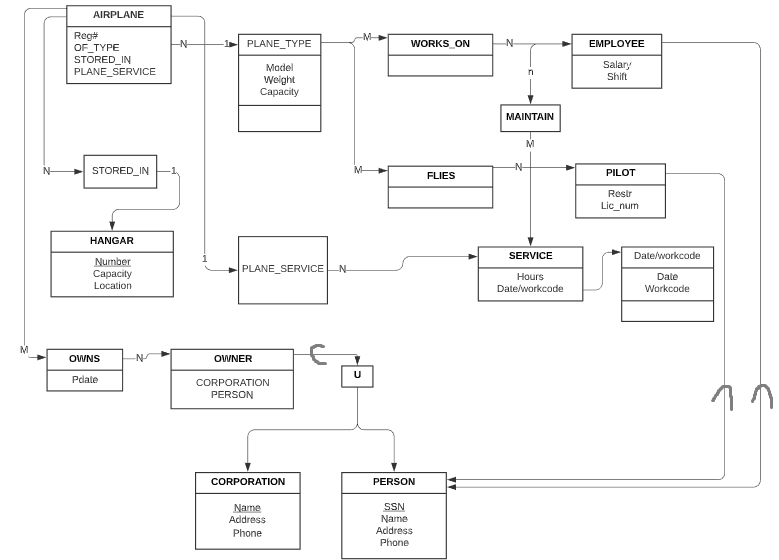 AIRPLANE
Reg#
OF_TYPE
STORED_IN
PLANE_SERVICE
N
1
PLANE_TYPE
Model
Weight
Capacity
M
WORKS_ON
N
EMPLOYEE
Salary
Shift
n
MAINTAIN
M
M
FLIES
N
PILOT
Restr
Lic_num
N
STORED_IN
1
HANGAR
Number
Capacity
Location
1
PLANE_SERVICE
N
SERVICE
Hours
Date/workcode
Date/workcode
Date
Workcode
M
OWNS
Pdate
N
OWNER
CORPORATION
PERSON
U
CORPORATION
Name
Address
Phone
PERSON
SSN
Name
Address
Phone